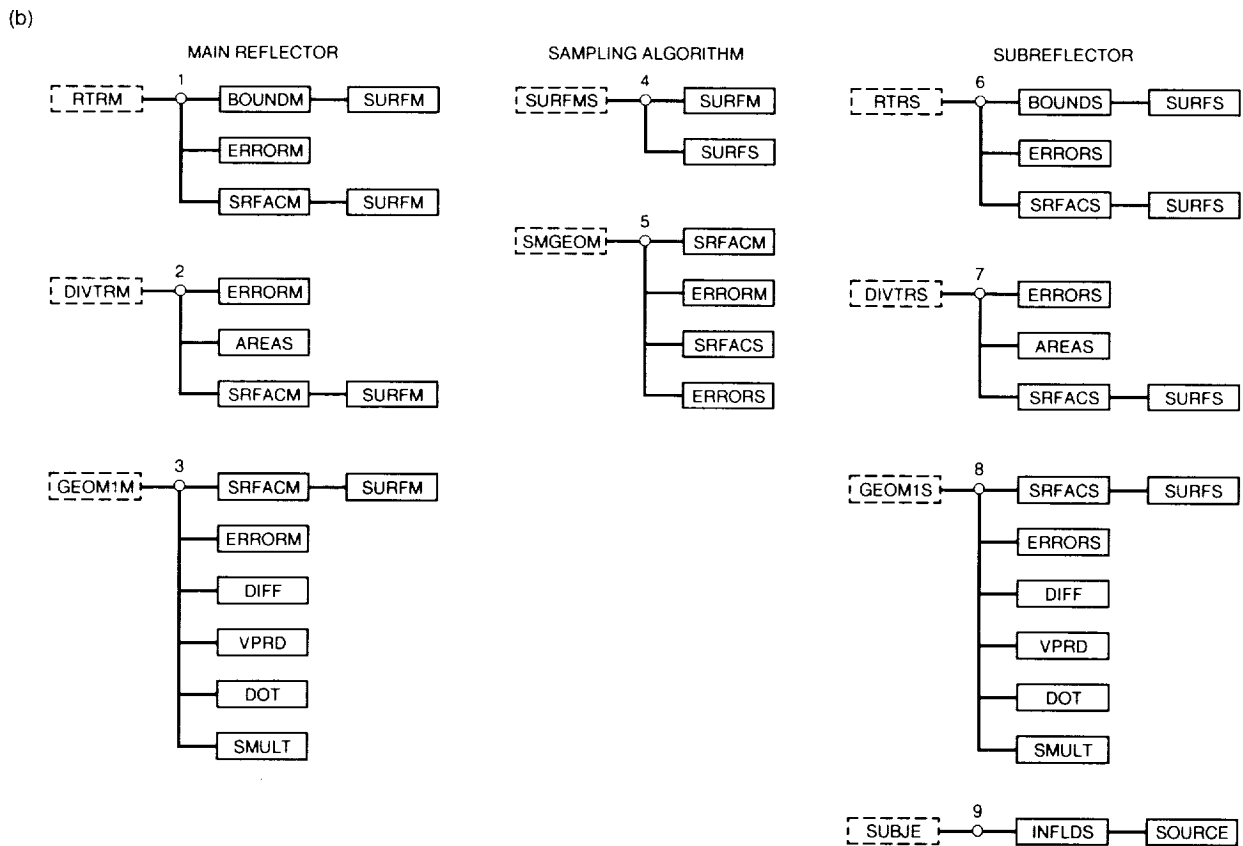 (b)
MAIN REFLECTOR
1
RTRM BOUNDM SURFM
ERRORM
SRFACM SURFM
2
DIVTRM ERRORM
AREAS
SRFACM SURFM
3
GEOM1M SRFACM SURFM
ERRORM
DIFF
VPRD
DOT
SMULT
SAMPLING ALGORITHM
4
SURFMS SURFM
SURFS
5
SMGEOM SRFACM
ERRORM
SRFACS
ERRORS
SUBREFLECTOR
6
RTRS BOUNDS SURFS
ERRORS
SRFACS SURFS
7
DIVTRS ERRORS
AREAS
SRFACS SURFS
8
GEOM1S SRFACS SURFS
ERRORS
DIFF
VPRD
DOT
SMULT
9
SUBJE INFLDS SOURCE